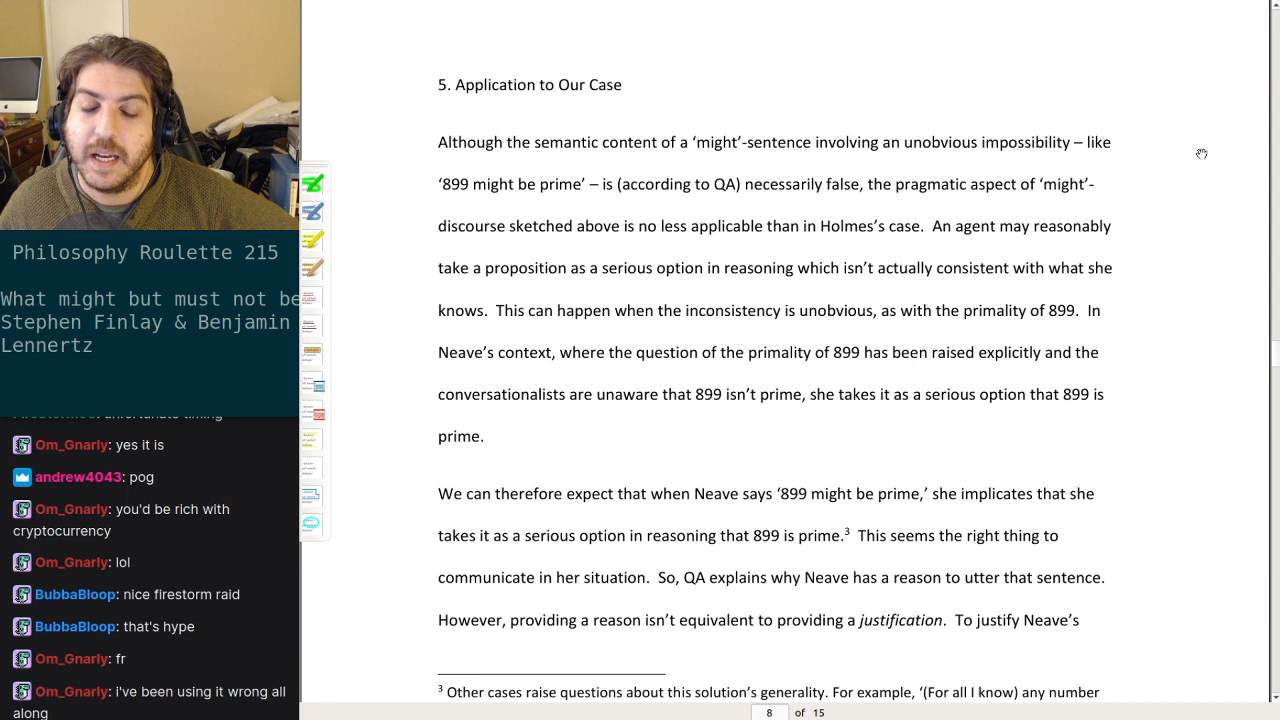 Philosophy Roulette 215
What might but must not be
Stephen Finlay & Benjamin
Lennertz
Om_Gnarly: yes it is
andrew4043: pog
Om_Gnarly: you'd be rich with
cryptocurrency
Om_Gnarly: lol
BubbaBloop: nice firestorm raid
BubbaBloop: that's hype
Om_Gnarly: fr
Om_Gnarly: i've been using it wrong all
along
5. Application to Our Case
Although the semantic content of a ‘might’-sentence involving an unobvious impossibility – like
‘899 might be prime’ – is (according to QA) necessarily false, the pragmatic aspect of ‘might’-
discourse sketched above is no less applicable than in Holmes’s case. An agent may reasonably
take a proposition as a serious option in reasoning which isn’t actually consistent with what she
knows. This can happen when the inconsistency is unobvious, as with the primality of 899. In
Neave’s context, where the question of the primality of 899 has been raised explicitly and the
conversationalists are unaware that 899 isn’t prime, she takes it as a serious option that 899 is
prime.
We can therefore expect that when Neave says ‘899 might be prime,’ she implicates that she
takes it as a serious option in reasoning that 899 is prime.³ This seems the right thing to
communicate in her situation. So, QA explains why Neave has a reason to utter that sentence.
However, providing a reason isn’t equivalent to providing a justification. To justify Neave’s
³ Other cases raise questions about this solution’s generality. For example, ‘(For all I know) any number
8 of 15